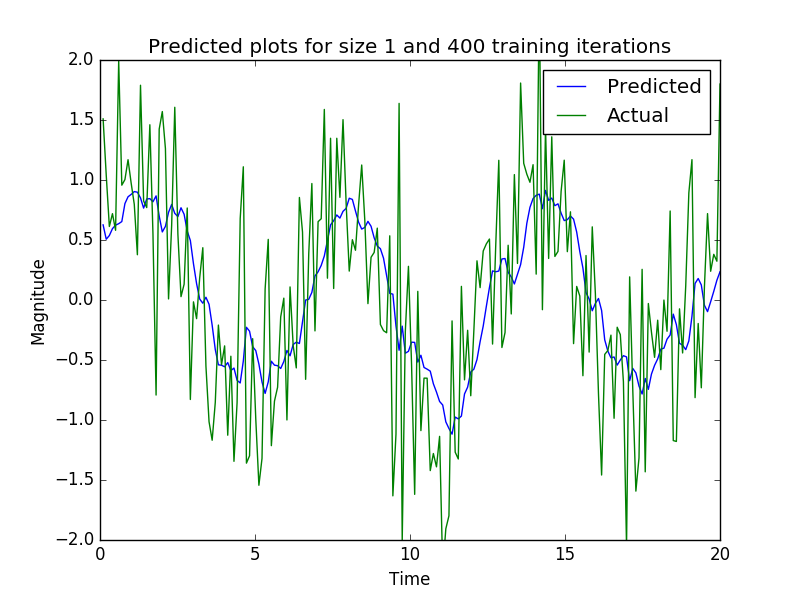 Predicted plots for size 1 and 400 training iterations
Predicted
Actual
2.0
1.5
1.0
0.5
0.0
−0.5
−1.0
−1.5
−2.0
Magnitude
0 5 10 15 20
Time